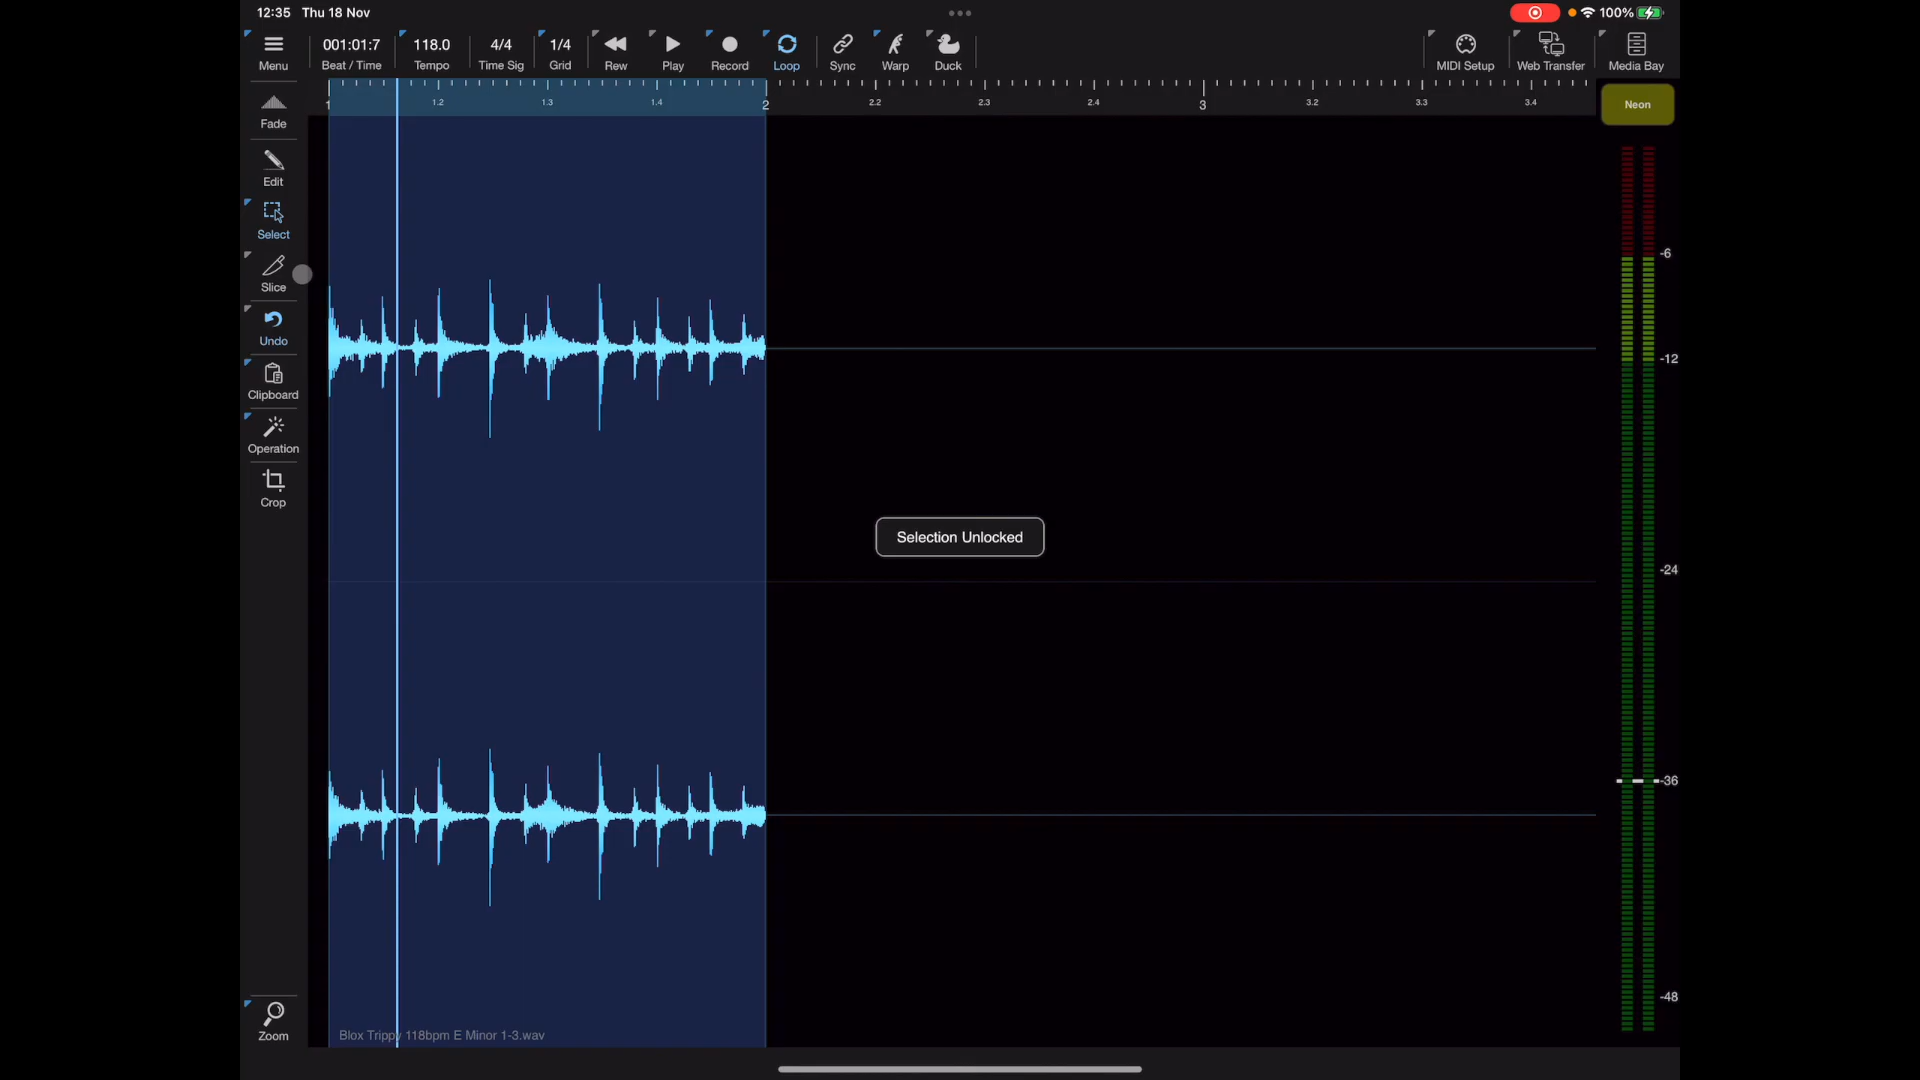 12:35 Thu 18 Nov
100%
Menu
001:01:7
Beat / Time
118.0
Tempo
4/4
Time Sig
1/4
Grid
Rew
Play
Record
Loop
Sync
Warp
Duck
MIDI Setup
Web Transfer
Media Bay
1 1.2 1.3 1.4 2 2.2 2.3 2.4 3 3.2 3.3 3.4
Neon
Fade
Edit
Select
Slice
Undo
Clipboard
Operation
Crop
Zoom
Selection Unlocked
-6
-12
-24
-36
-48
Blox Trippy 118bpm E Minor 1-3.wav